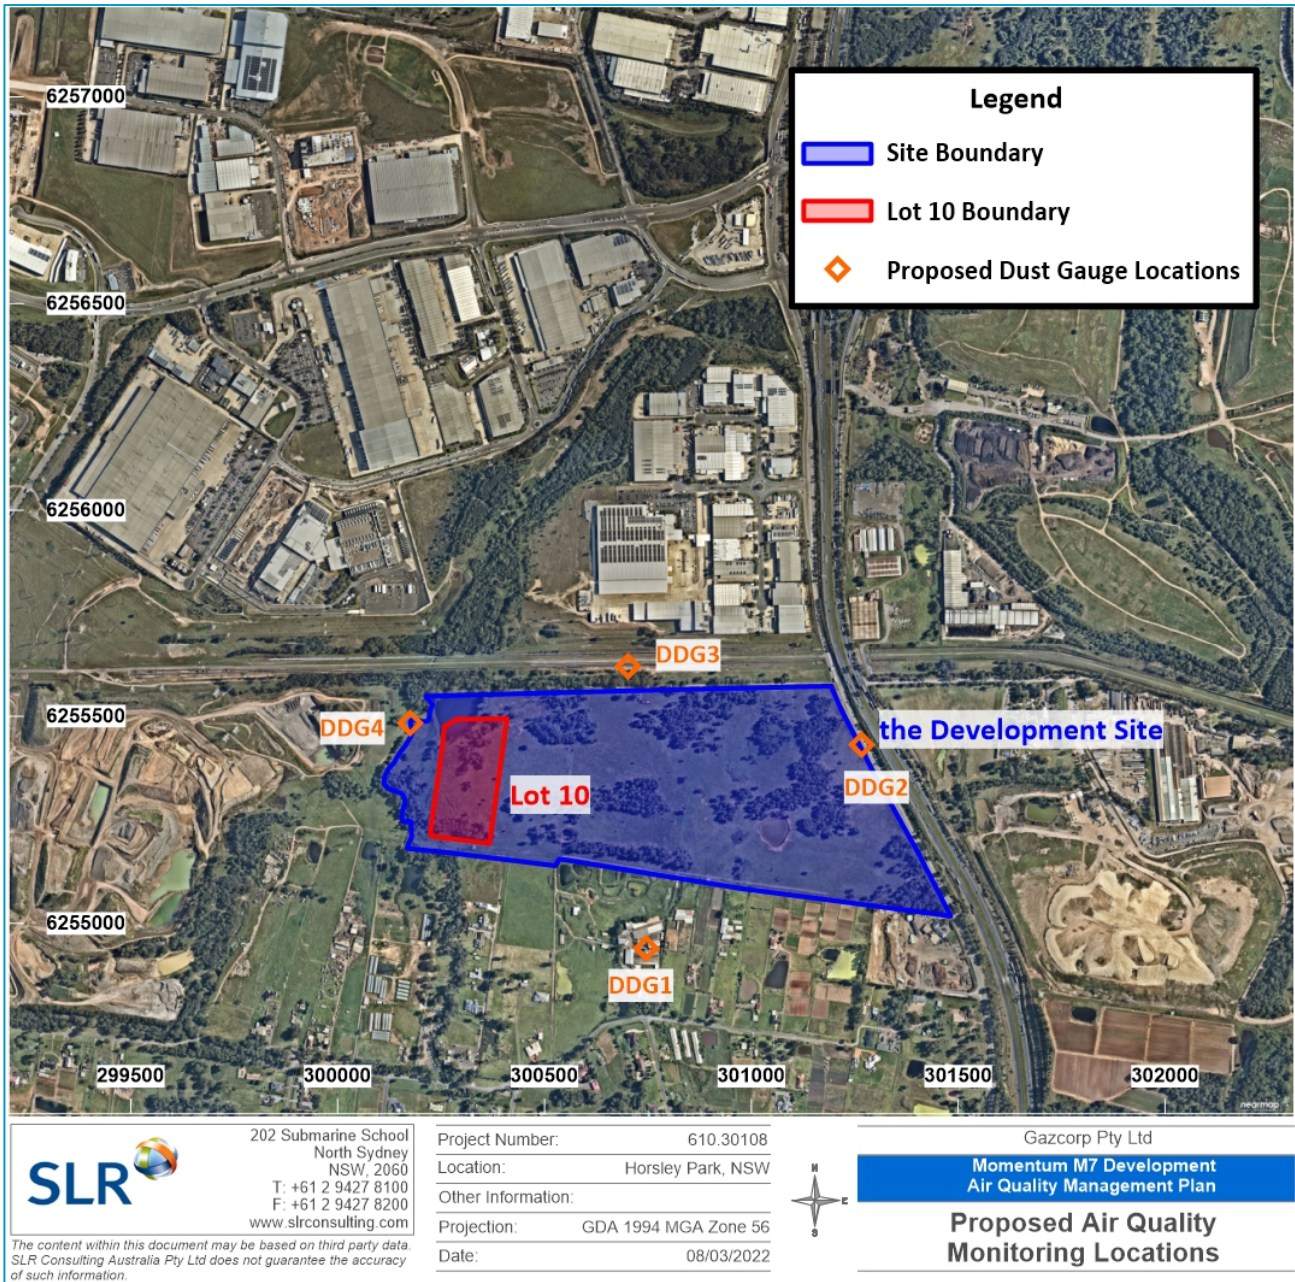 Legend
Site Boundary
Lot 10 Boundary
Proposed Dust Gauge Locations
6257000
6256500
6256000
6255500
6255000
DDG3
DDG4
the Development Site
DDG2
Lot 10
DDG1
299500
300000
300500
301000
301500
302000
nearmap
SLR
202 Submarine School
North Sydney
NSW, 2060
T: +61 2 9427 8100
F: +61 2 9427 8200
www.slrconsulting.com
The content within this document may be based on third party data.
SLR Consulting Australia Pty Ltd does not guarantee the accuracy
of such information.
Project Number: 610.30108
Location: Horsley Park, NSW
Other Information:
Projection: GDA 1994 MGA Zone 56
Date: 08/03/2022
N
E
S
Gazcorp Pty Ltd
Momentum M7 Development
Air Quality Management Plan
Proposed Air Quality
Monitoring Locations